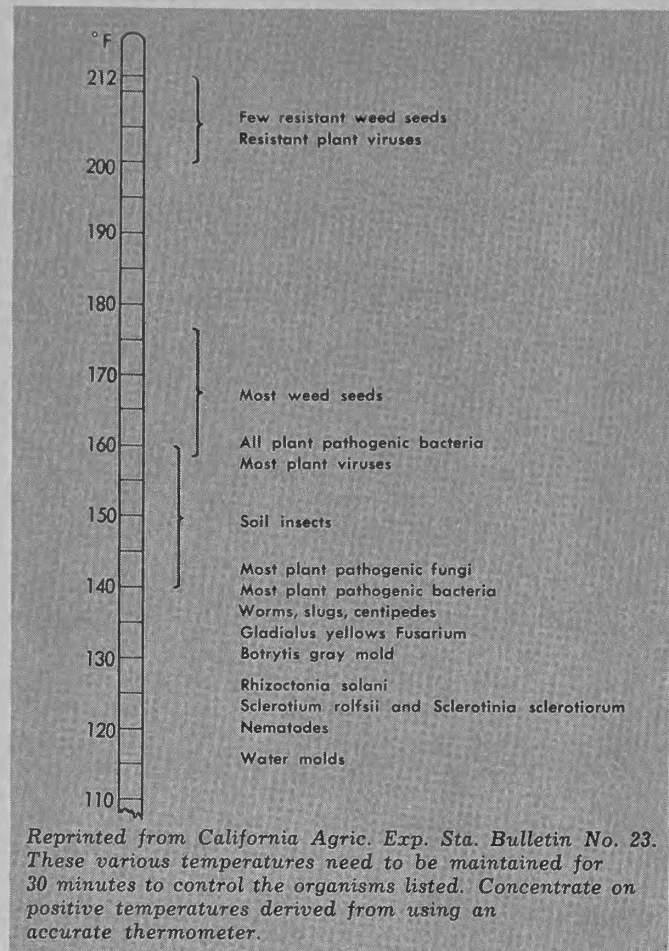 ° F
212
Few resistant weed seeds
Resistant plant viruses
200
190
180
170
Most weed seeds
160
All plant pathogenic bacteria
Most plant viruses
150
Soil insects
Most plant pathogenic fungi
140
Most plant pathogenic bacteria
Worms, slugs, centipedes
Gladiolus yellows Fusarium
130
Botrytis gray mold
Rhizoctonia solani
Sclerotium rolfsii and Sclerotinia sclerotiorum
120
Nematodes
Water molds
110
Reprinted from California Agric. Exp. Sta. Bulletin No. 23.
These various temperatures need to be maintained for
30 minutes to control the organisms listed. Concentrate on
positive temperatures derived from using an
accurate thermometer.